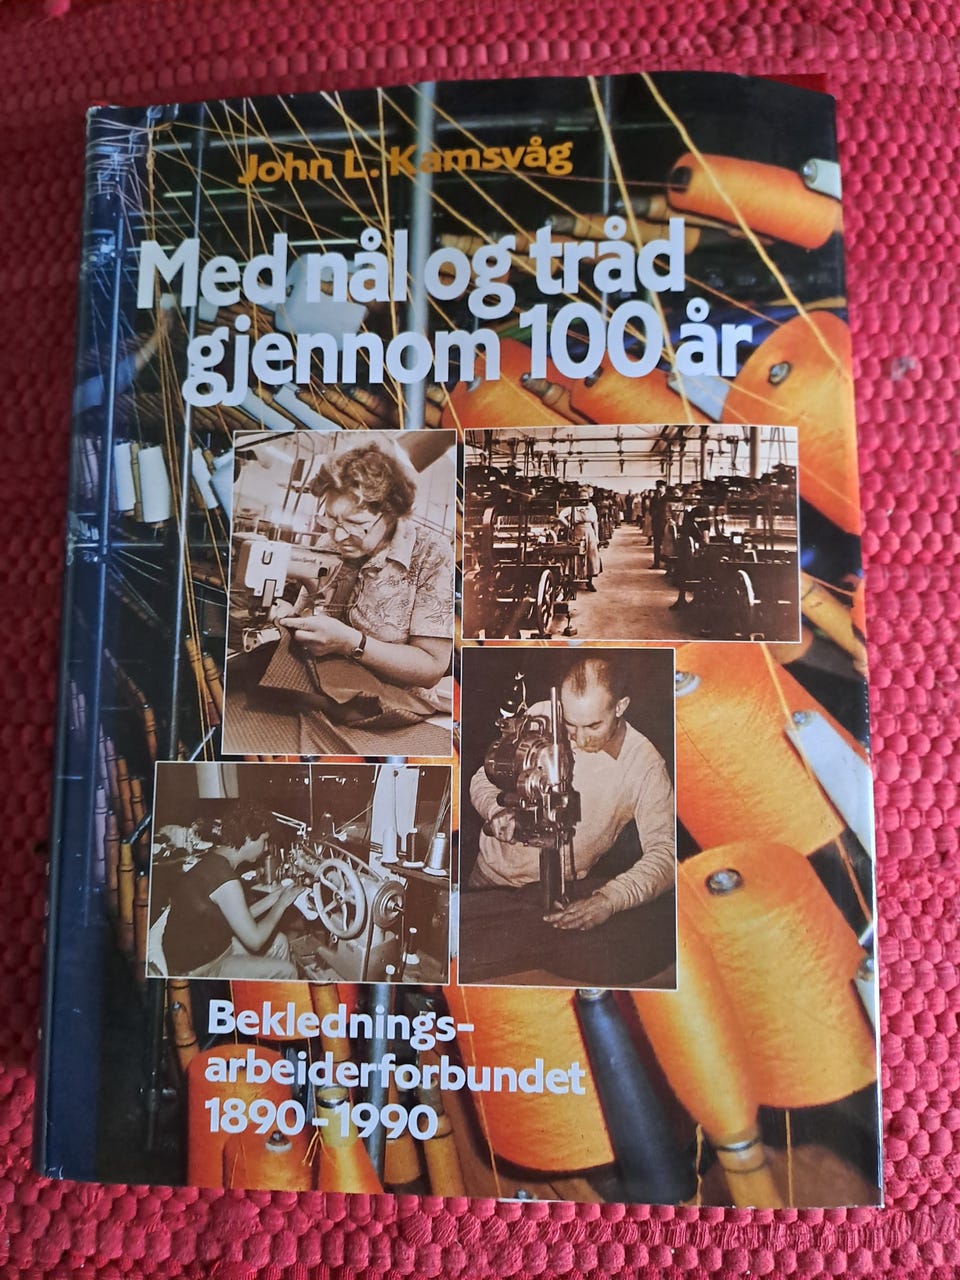 John L. Kamsvåg
Med nål og tråd
gjennom 100 år
Beklednings-
arbeiderforbundet
1890-1990